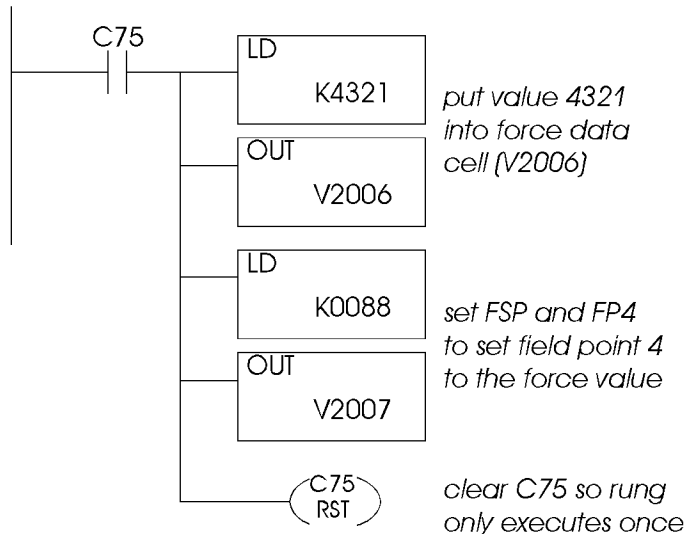 C75
LD
K4321
put value 4321
into force data
cell (V2006)
OUT
V2006
LD
K0088
set FSP and FP4
to set field point 4
to the force value
OUT
V2007
C75
RST
clear C75 so rung
only executes once